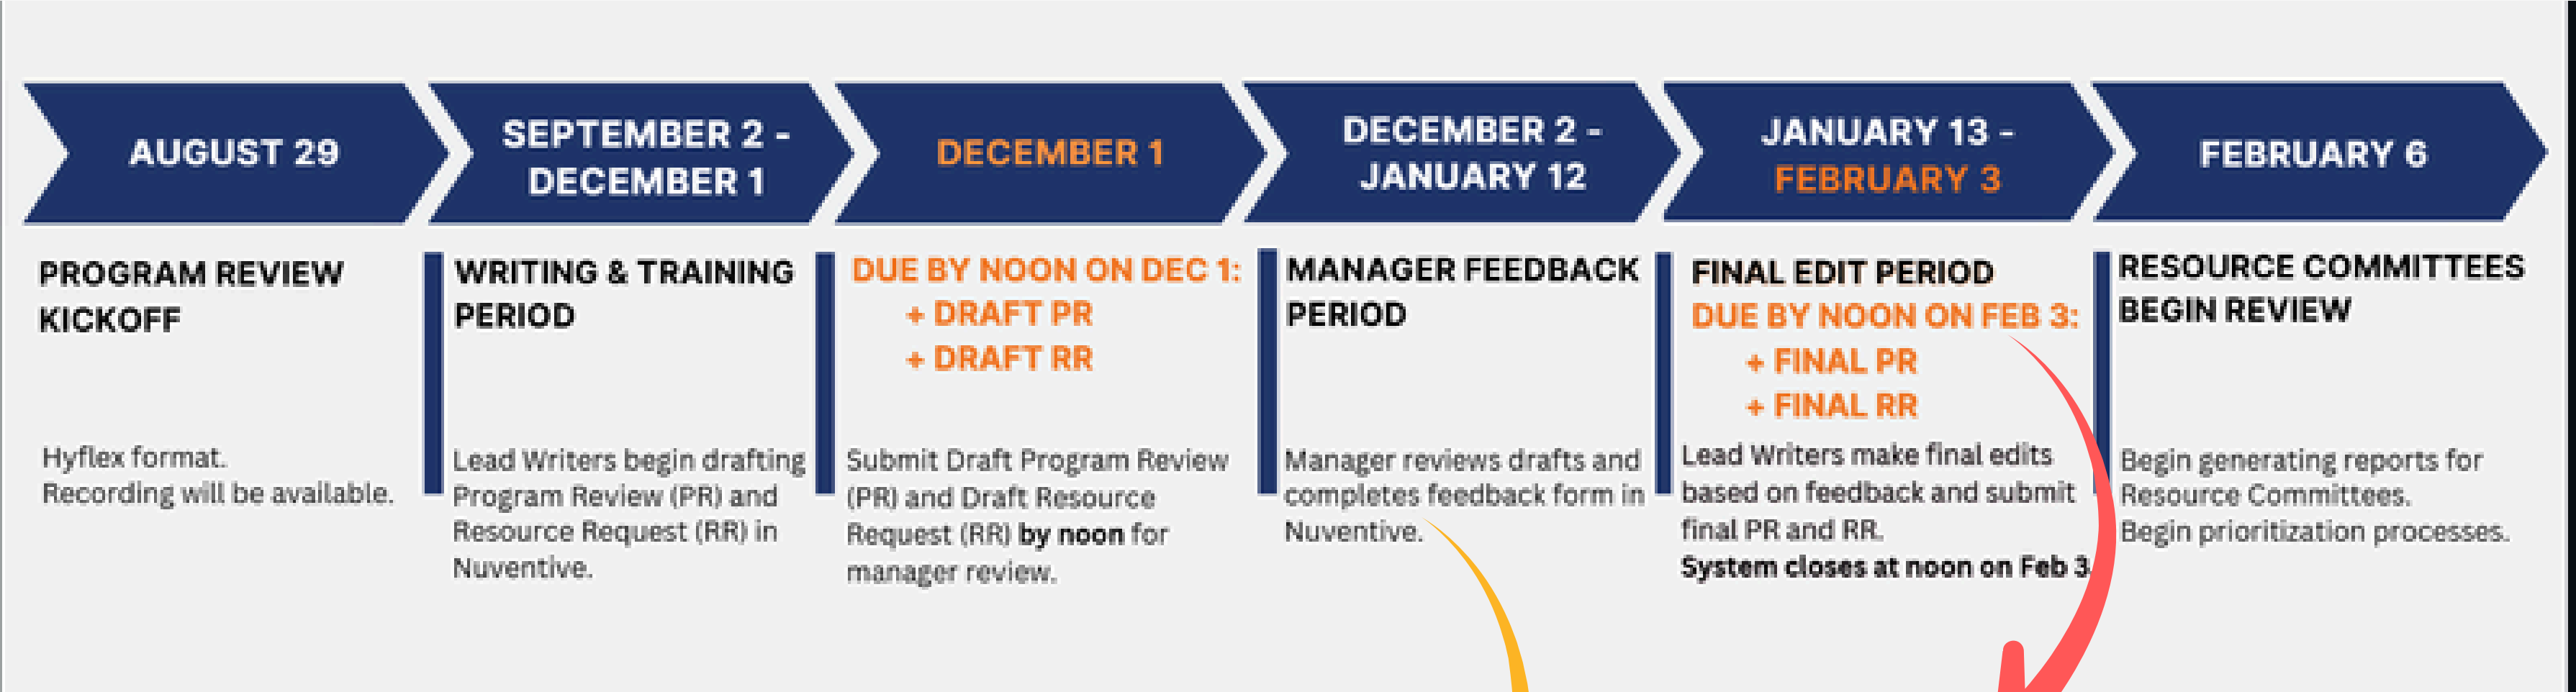 AUGUST 29
SEPTEMBER 2 -
DECEMBER 1
DECEMBER 1
DECEMBER 2 -
JANUARY 12
JANUARY 13 -
FEBRUARY 3
FEBRUARY 6
PROGRAM REVIEW
KICKOFF
Hyflex format.
Recording will be available.
WRITING & TRAINING
PERIOD
Lead Writers begin drafting
Program Review (PR) and
Resource Request (RR) in
Nuventive.
DUE BY NOON ON DEC 1:
+ DRAFT PR
+ DRAFT RR
Submit Draft Program Review
(PR) and Draft Resource
Request (RR) by noon for
manager review.
MANAGER FEEDBACK
PERIOD
Manager reviews drafts and
completes feedback form in
Nuventive.
FINAL EDIT PERIOD
DUE BY NOON ON FEB 3:
+ FINAL PR
+ FINAL RR
Lead Writers make final edits
based on feedback and submit
final PR and RR.
System closes at noon on Feb 3
RESOURCE COMMITTEES
BEGIN REVIEW
Begin generating reports for
Resource Committees.
Begin prioritization processes.